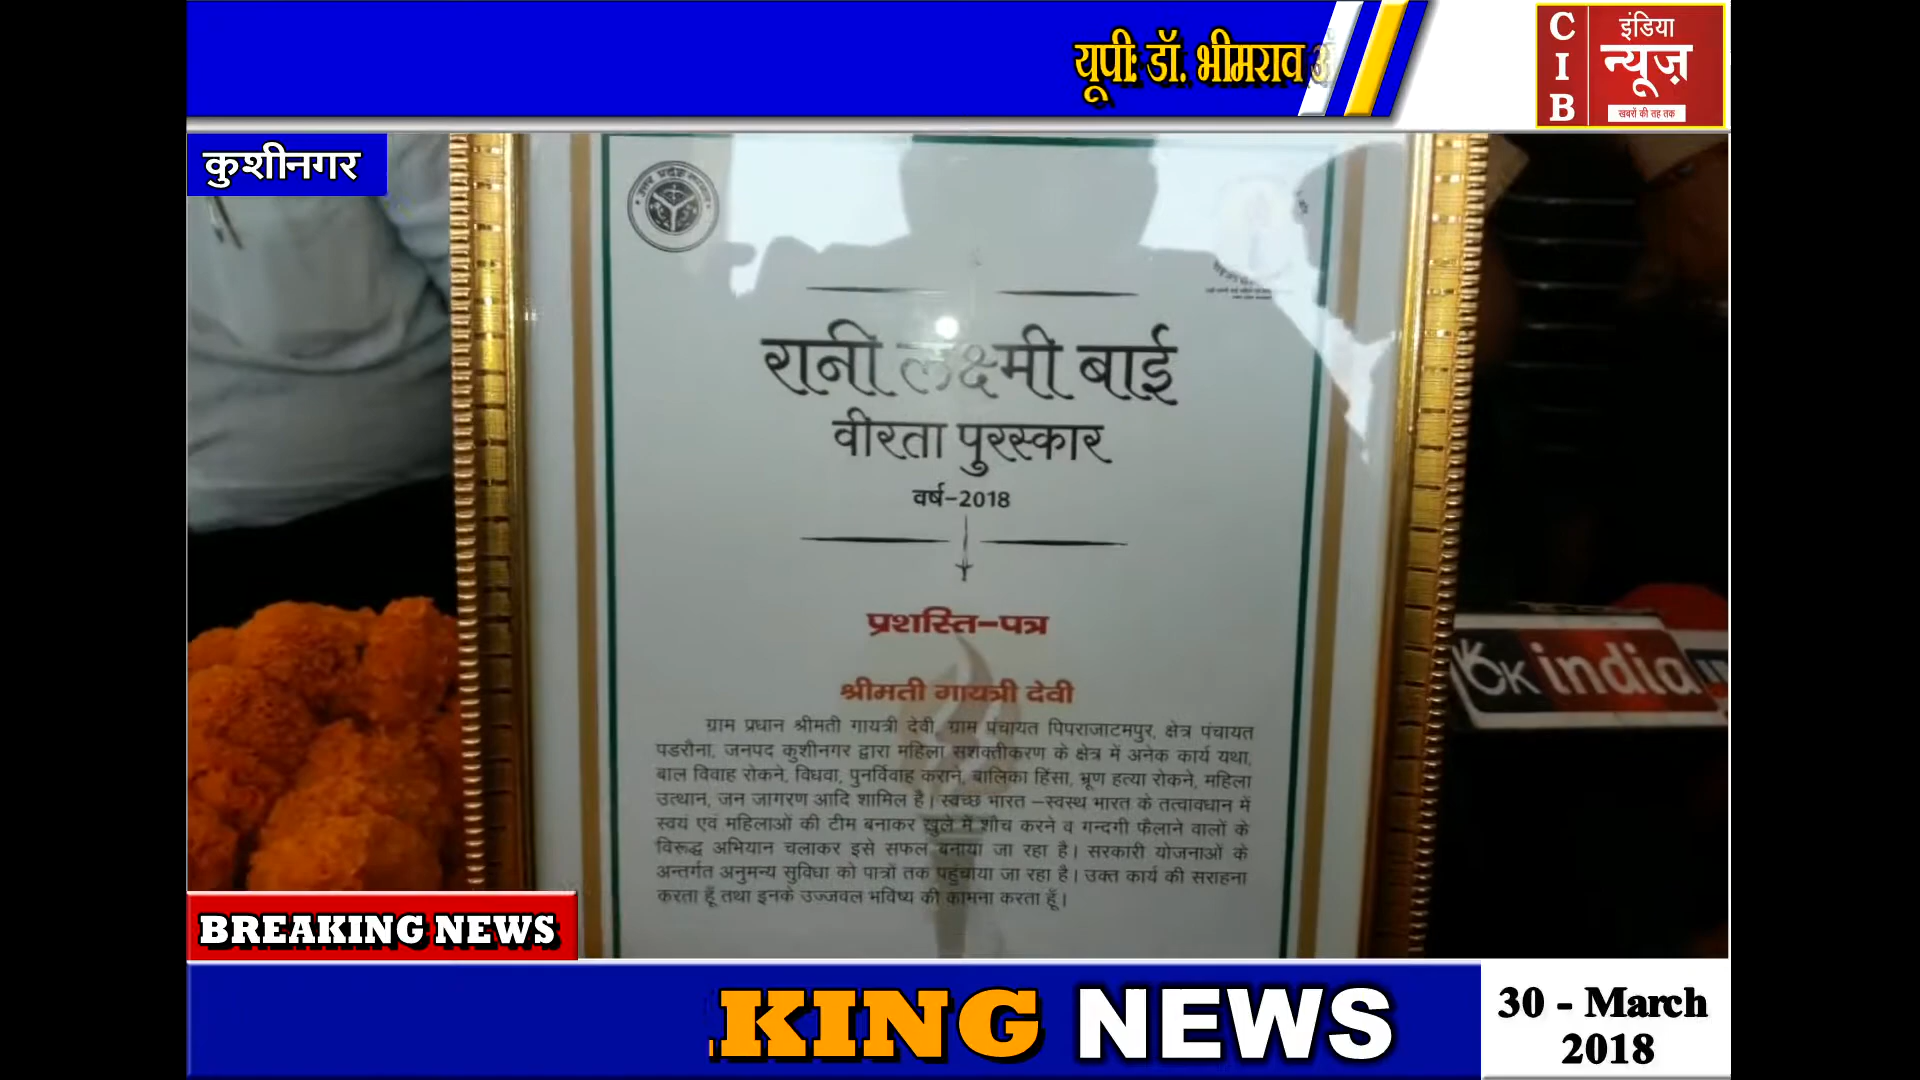 यूपी: डॉ. भीमराव
C
I
B
इंडिया
न्यूज़
खबरों की तह तक
कुशीनगर
उत्तर प्रदेश
रानी लक्ष्मी बाई
वीरता पुरस्कार
वर्ष-2018
प्रशस्ति-पत्र
श्रीमती गायत्री देवी
ग्राम प्रधान श्रीमती गायत्री देवी, ग्राम पंचायत पिपराजाटमपुर, क्षेत्र पंचायत
पडरौना, जनपद कुशीनगर द्वारा महिला सशक्तीकरण के क्षेत्र में अनेक कार्य यथा,
बाल विवाह रोकने, विधवा, पुनर्विवाह कराने, बालिका हिंसा, भ्रूण हत्या रोकने, महिला
उत्थान, जन जागरण आदि शामिल है। स्वच्छ भारत –स्वस्थ भारत के तत्वावधान में
स्वयं एवं महिलाओं की टीम बनाकर खुले में शौच करने व गन्दगी फैलाने वालों के
विरूद्ध अभियान चलाकर इसे सफल बनाया जा रहा है। सरकारी योजनाओं के
अन्तर्गत अनुमन्य सुविधा को पात्रों तक पहुंचाया जा रहा है। उक्त कार्य की सराहना
करता हूँ तथा इनके उज्जवल भविष्य की कामना करता हूँ।
OK india
BREAKING NEWS
KING NEWS
30 - March
2018